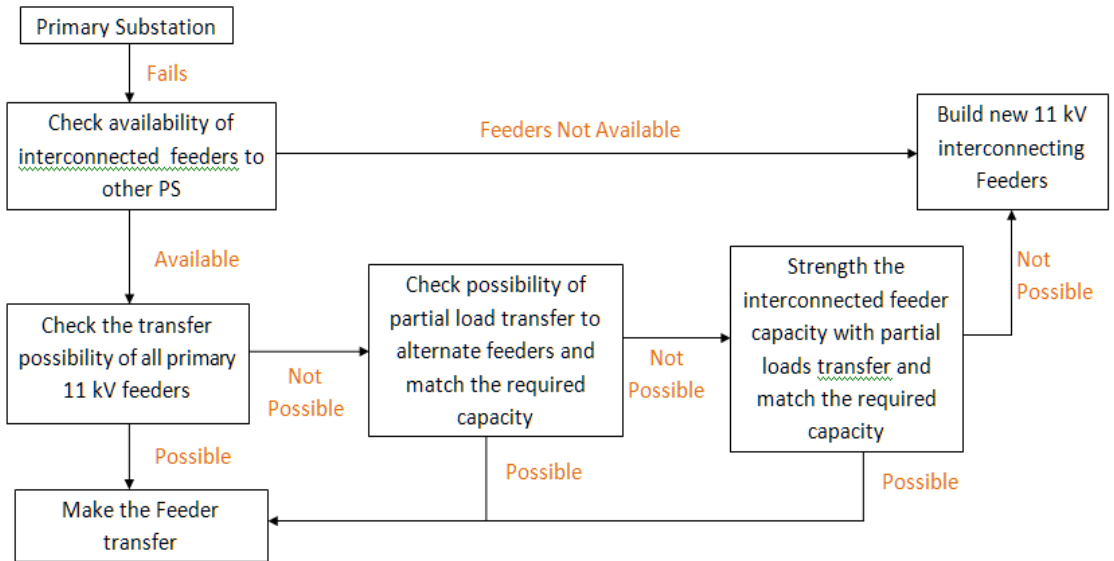 Primary Substation
Fails
Check availability of
interconnected feeders to
other PS
Feeders Not Available
Build new 11 kV
interconnecting
Feeders
Available
Check the transfer
possibility of all primary
11 kV feeders
Not
Possible
Check possibility of
partial load transfer to
alternate feeders and
match the required
capacity
Not
Possible
Strength the
interconnected feeder
capacity with partial
loads transfer and
match the required
capacity
Not
Possible
Possible
Possible
Possible
Make the Feeder
transfer